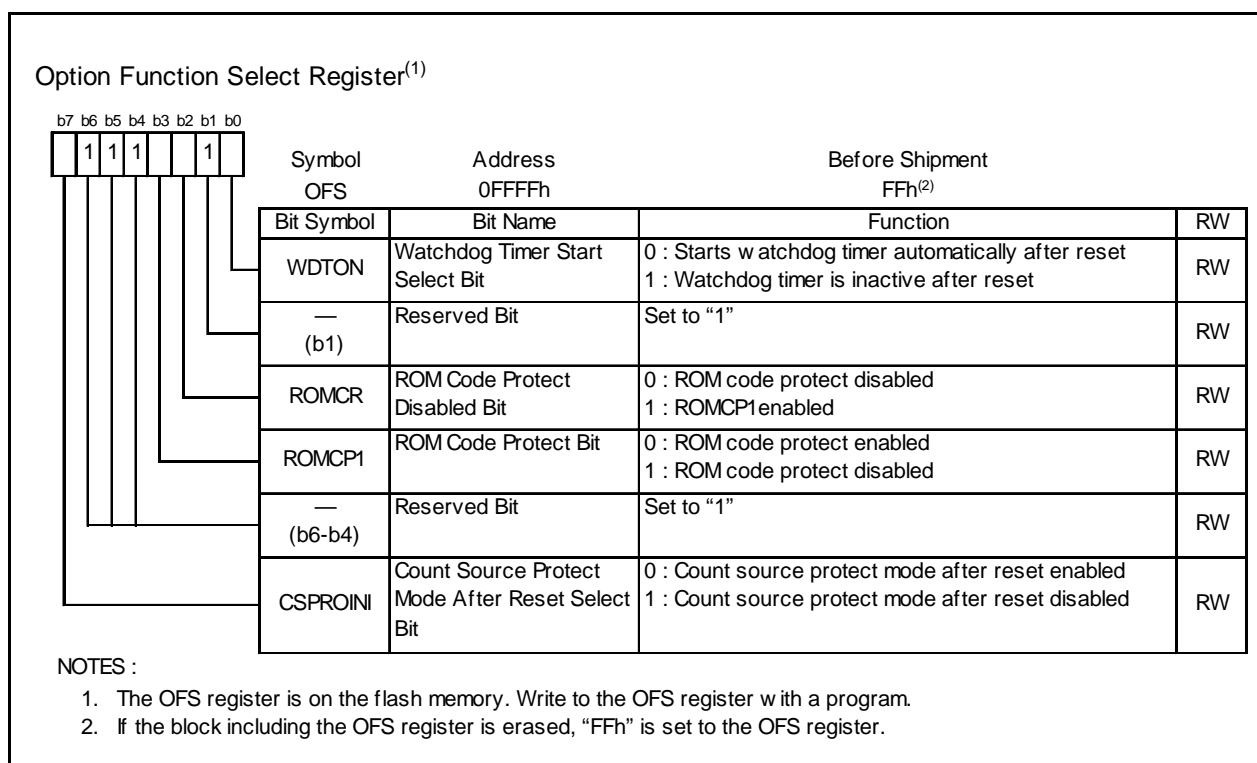 Option Function Select Register(1)
b7 b6 b5 b4 b3 b2 b1 b0
1 1 1 1
Symbol Address Before Shipment
OFS 0FFFFh FFh(2)
Bit Symbol Bit Name Function RW
WDTON Watchdog Timer Start Select Bit 0 : Starts watchdog timer automatically after reset
1 : Watchdog timer is inactive after reset RW
— (b1) Reserved Bit Set to “1” RW
ROMCR ROM Code Protect Disabled Bit 0 : ROM code protect disabled
1 : ROMCP1 enabled RW
ROMCP1 ROM Code Protect Bit 0 : ROM code protect enabled
1 : ROM code protect disabled RW
— (b6-b4) Reserved Bit Set to “1” RW
CSPROINI Count Source Protect Mode After Reset Select Bit 0 : Count source protect mode after reset enabled
1 : Count source protect mode after reset disabled RW
NOTES :
1. The OFS register is on the flash memory. Write to the OFS register with a program.
2. If the block including the OFS register is erased, “FFh” is set to the OFS register.